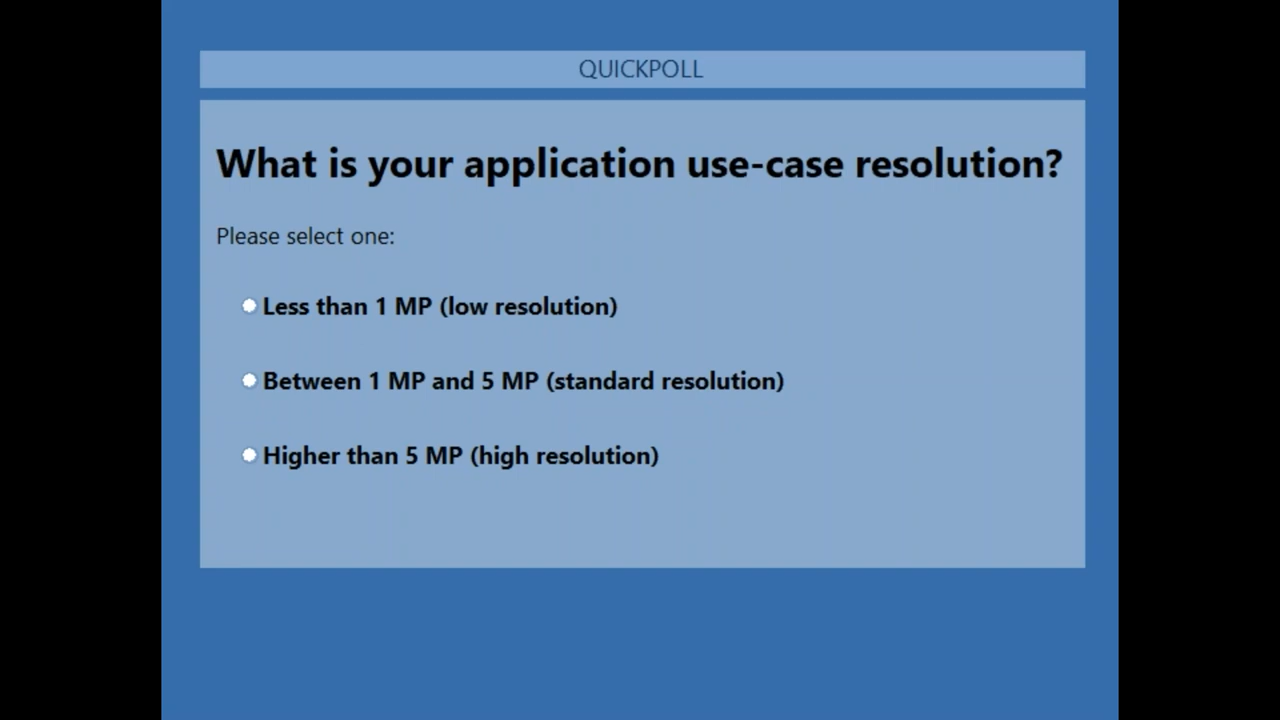 QUICKPOLL
What is your application use-case resolution?
Please select one:
Less than 1 MP (low resolution)
Between 1 MP and 5 MP (standard resolution)
Higher than 5 MP (high resolution)